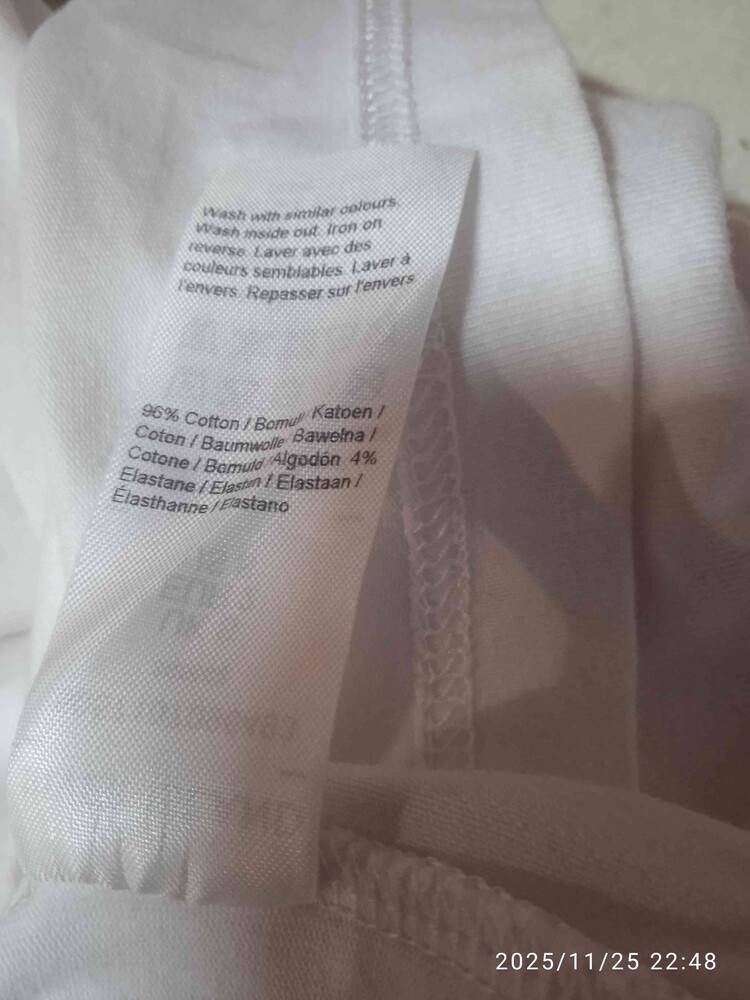 Wash with similar colours.
Wash inside out. Iron on
reverse. Laver avec des
couleurs semblables. Laver à
l'envers. Repasser sur l'envers
96% Cotton / Bomull Katoen /
Coton / Baumwolle Bawełna /
Cotone / Bomuld Algodón 4%
Elastane / Elastan / Elastaan /
Élasthanne / Elastano
2025/11/25 22:48